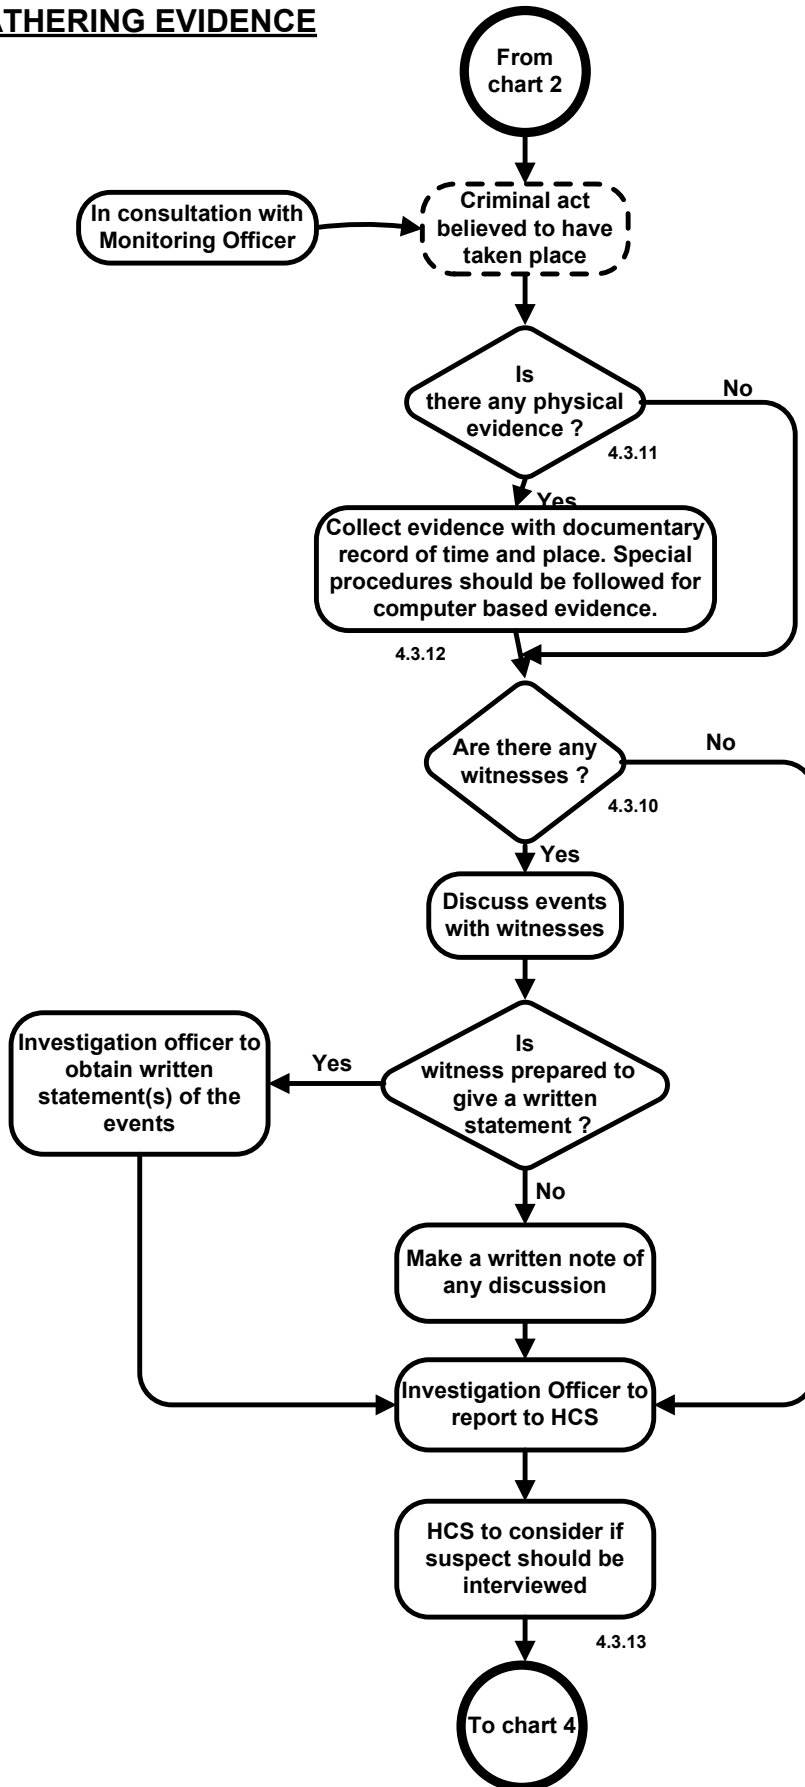 ATHERING EVIDENCE
From
chart 2
In consultation with
Monitoring Officer
Criminal act
believed to have
taken place
Is
there any physical
evidence ?
No
4.3.11
Yes
Collect evidence with documentary
record of time and place. Special
procedures should be followed for
computer based evidence.
4.3.12
Are there any
witnesses ?
No
4.3.10
Yes
Discuss events
with witnesses
Is
witness prepared to
give a written
statement ?
Yes
Investigation officer to
obtain written
statement(s) of the
events
No
Make a written note of
any discussion
Investigation Officer to
report to HCS
HCS to consider if
suspect should be
interviewed
4.3.13
To chart 4